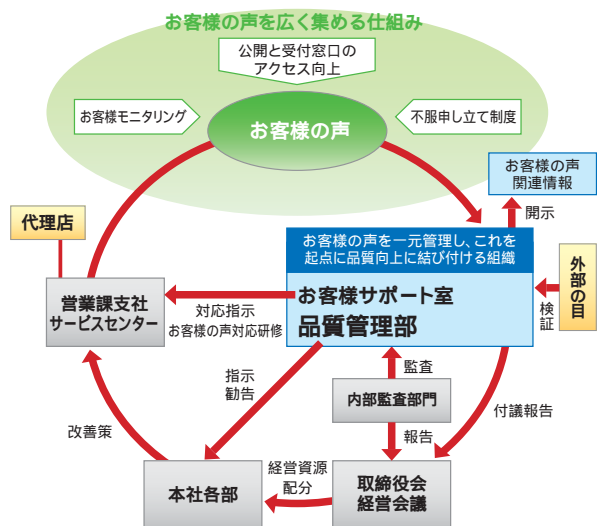 お客様の声を広く集める仕組み
公開と受付窓口の
アクセス向上
お客様モニタリング
お客様の声
不服申し立て制度
お客様の声
関連情報
開示
代理店
お客様の声を一元管理し、これを
起点に品質向上に結び付ける組織
お客様サポート室
品質管理部
外部の目
検証
営業課支社
サービスセンター
対応指示
お客様の声対応研修
指示
勧告
監査
内部監査部門
報告
付議報告
改善策
本社各部
経営資源
配分
取締役会
経営会議